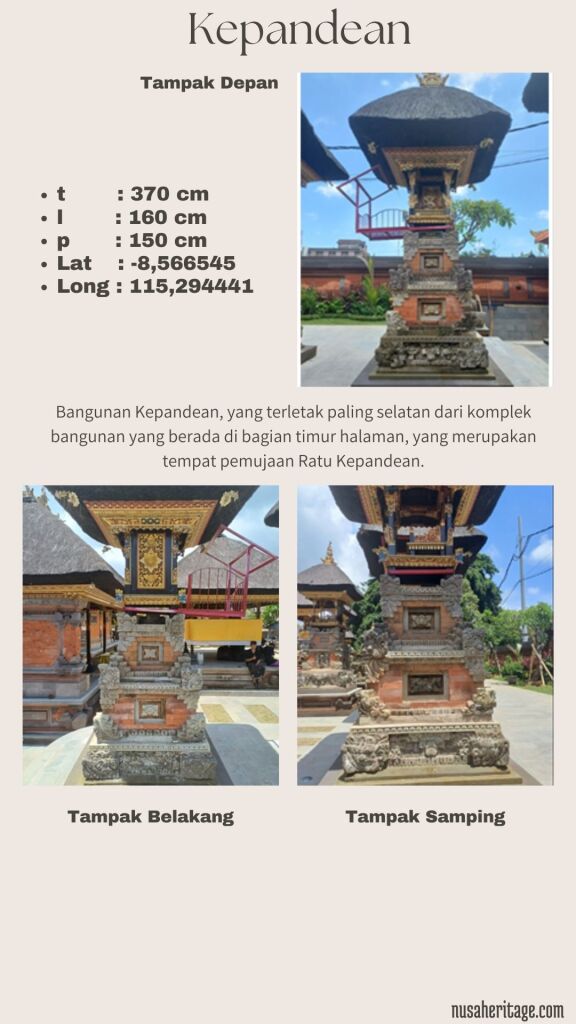 Kepandean
Tampak Depan
• t : 370 cm
• l : 160 cm
• p : 150 cm
• Lat : -8,566545
• Long : 115,294441
Bangunan Kepandean, yang terletak paling selatan dari komplek
bangunan yang berada di bagian timur halaman, yang merupakan
tempat pemujaan Ratu Kepandean.
Tampak Belakang
Tampak Samping
nusaheritage.com